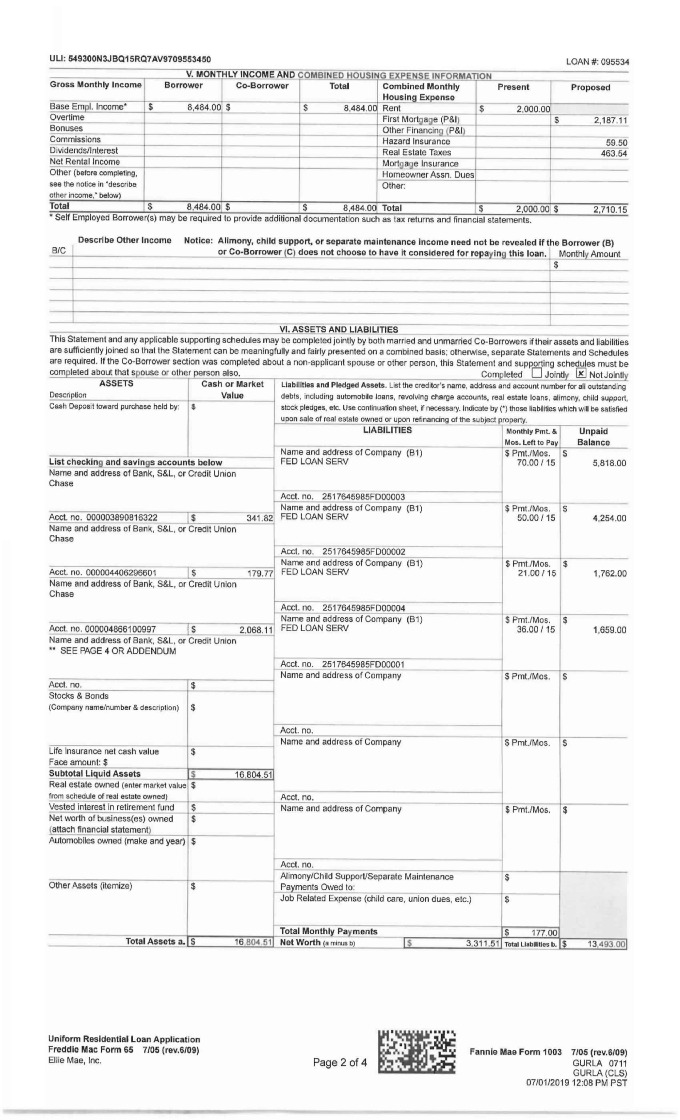 ULI: 549300N3JBQ15RQ7AV9709553450 LOAN #: 095534
V. MONTHLY INCOME AND COMBINED HOUSING EXPENSE INFORMATION
Gross Monthly Income Borrower Co-Borrower Total Combined Monthly Housing Expense Present Proposed
Base Empl. Income* $ 8,484.00 $ $ 8,484.00 Rent $ 2,000.00
Overtime First Mortgage (P&I) $ 2,187.11
Bonuses Other Financing (P&I)
Commissions Hazard Insurance 59.50
Dividends/Interest Real Estate Taxes 463.54
Net Rental Income Mortgage Insurance
Other (before completing, Homeowner Assn. Dues
see the notice in "describe Other:
other income," below)
Total $ 8,484.00 $ $ 8,484.00 Total $ 2,000.00 $ 2,710.15
* Self Employed Borrower(s) may be required to provide additional documentation such as tax returns and financial statements.
Describe Other Income Notice: Alimony, child support, or separate maintenance income need not be revealed if the Borrower (B)
B/C or Co-Borrower (C) does not choose to have it considered for repaying this loan. Monthly Amount
$
VI. ASSETS AND LIABILITIES
This Statement and any applicable supporting schedules may be completed jointly by both married and unmarried Co-Borrowers if their assets and liabilities
are sufficiently joined so that the Statement can be meaningfully and fairly presented on a combined basis; otherwise, separate Statements and Schedules
are required. If the Co-Borrower section was completed about a non-applicant spouse or other person, this Statement and supporting schedules must be
completed about that spouse or other person also. Completed Jointly X Not Jointly
ASSETS Cash or Market Value
Description
Cash Deposit toward purchase held by: $
Liabilities and Pledged Assets. List the creditor's name, address and account number for all outstanding
debts, including automobile loans, revolving charge accounts, real estate loans, alimony, child support,
stock pledges, etc. Use continuation sheet, if necessary. Indicate by (*) those liabilities which will be satisfied
upon sale of real estate owned or upon refinancing of the subject property.
LIABILITIES Monthly Pmt. & Mos. Left to Pay Unpaid Balance
Name and address of Company (B1) $ Pmt./Mos. $
List checking and savings accounts below FED LOAN SERV 70.00 / 15 5,818.00
Name and address of Bank, S&L, or Credit Union
Chase
Acct. no. 2517645985FD00003
Name and address of Company (B1) $ Pmt./Mos. $
Acct. no. 000003890816322 $ 341.82 FED LOAN SERV 50.00 / 15 4,254.00
Name and address of Bank, S&L, or Credit Union
Chase
Acct. no. 2517645985FD00002
Name and address of Company (B1) $ Pmt./Mos. $
Acct. no. 000004406296601 $ 179.77 FED LOAN SERV 21.00 / 15 1,762.00
Name and address of Bank, S&L, or Credit Union
Chase
Acct. no. 2517645985FD00004
Name and address of Company (B1) $ Pmt./Mos. $
Acct. no. 000004866100997 $ 2,068.11 FED LOAN SERV 36.00 / 15 1,659.00
Name and address of Bank, S&L, or Credit Union
** SEE PAGE 4 OR ADDENDUM
Acct. no. 2517645985FD00001
Name and address of Company $ Pmt./Mos. $
Acct. no. $
Stocks & Bonds
(Company name/number & description) $
Acct. no.
Name and address of Company $ Pmt./Mos. $
Life insurance net cash value $
Face amount: $
Subtotal Liquid Assets $ 16,804.51
Real estate owned (enter market value $
from schedule of real estate owned) Acct. no.
Vested interest in retirement fund $ Name and address of Company $ Pmt./Mos. $
Net worth of business(es) owned $
(attach financial statement)
Automobiles owned (make and year) $
Acct. no.
Alimony/Child Support/Separate Maintenance $
Other Assets (itemize) $ Payments Owed to:
Job Related Expense (child care, union dues, etc.) $
Total Monthly Payments $ 177.00
Total Assets a. $ 16,804.51 Net Worth (a minus b) $ 3,311.51 Total Liabilities b. $ 13,493.00
Uniform Residential Loan Application
Freddie Mac Form 65 7/05 (rev.6/09)
Ellie Mae, Inc.
Page 2 of 4
Fannie Mae Form 1003 7/05 (rev.6/09)
GURLA 0711
GURLA (CLS)
07/01/2019 12:08 PM PST